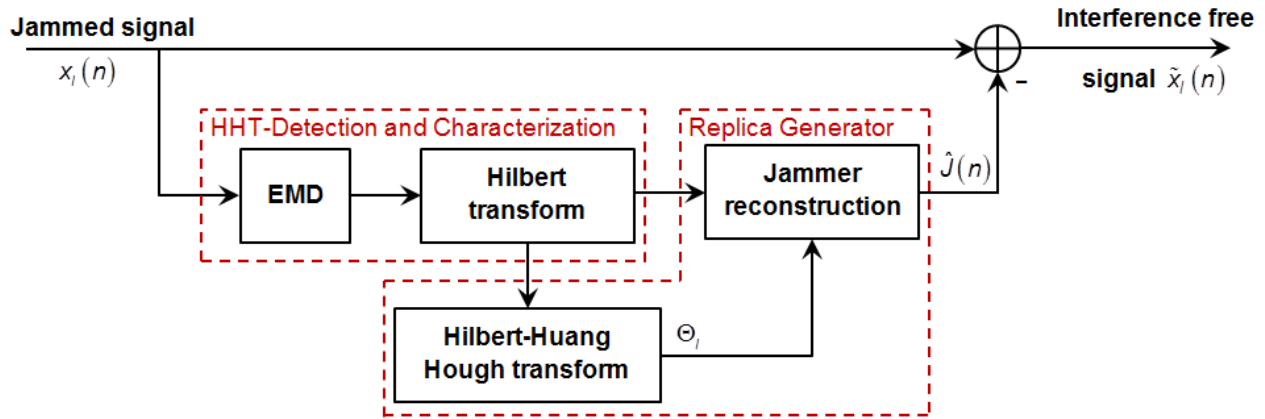 Jammed signal
x_l(n)
Interference free
signal x̃_l(n)
–
HHT-Detection and Characterization
Replica Generator
EMD
Hilbert
transform
Jammer
reconstruction
Ĵ(n)
Hilbert-Huang
Hough transform
Θ_l